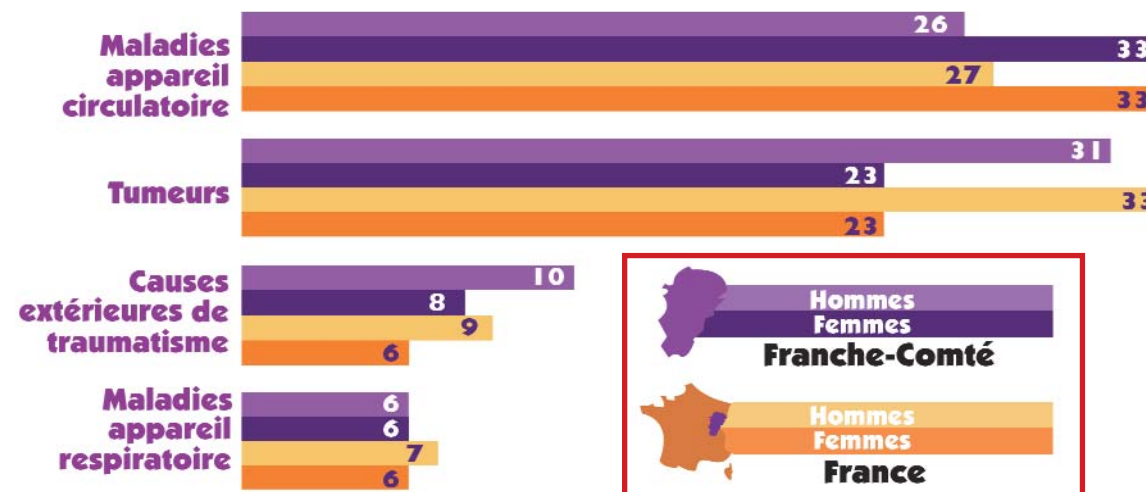 Maladies
appareil
circulatoire
26
33
27
33
Tumeurs
31
23
33
23
Causes
extérieures de
traumatisme
10
8
9
6
Maladies
appareil
respiratoire
6
6
7
6
Hommes
Femmes
Franche-Comté
Hommes
Femmes
France